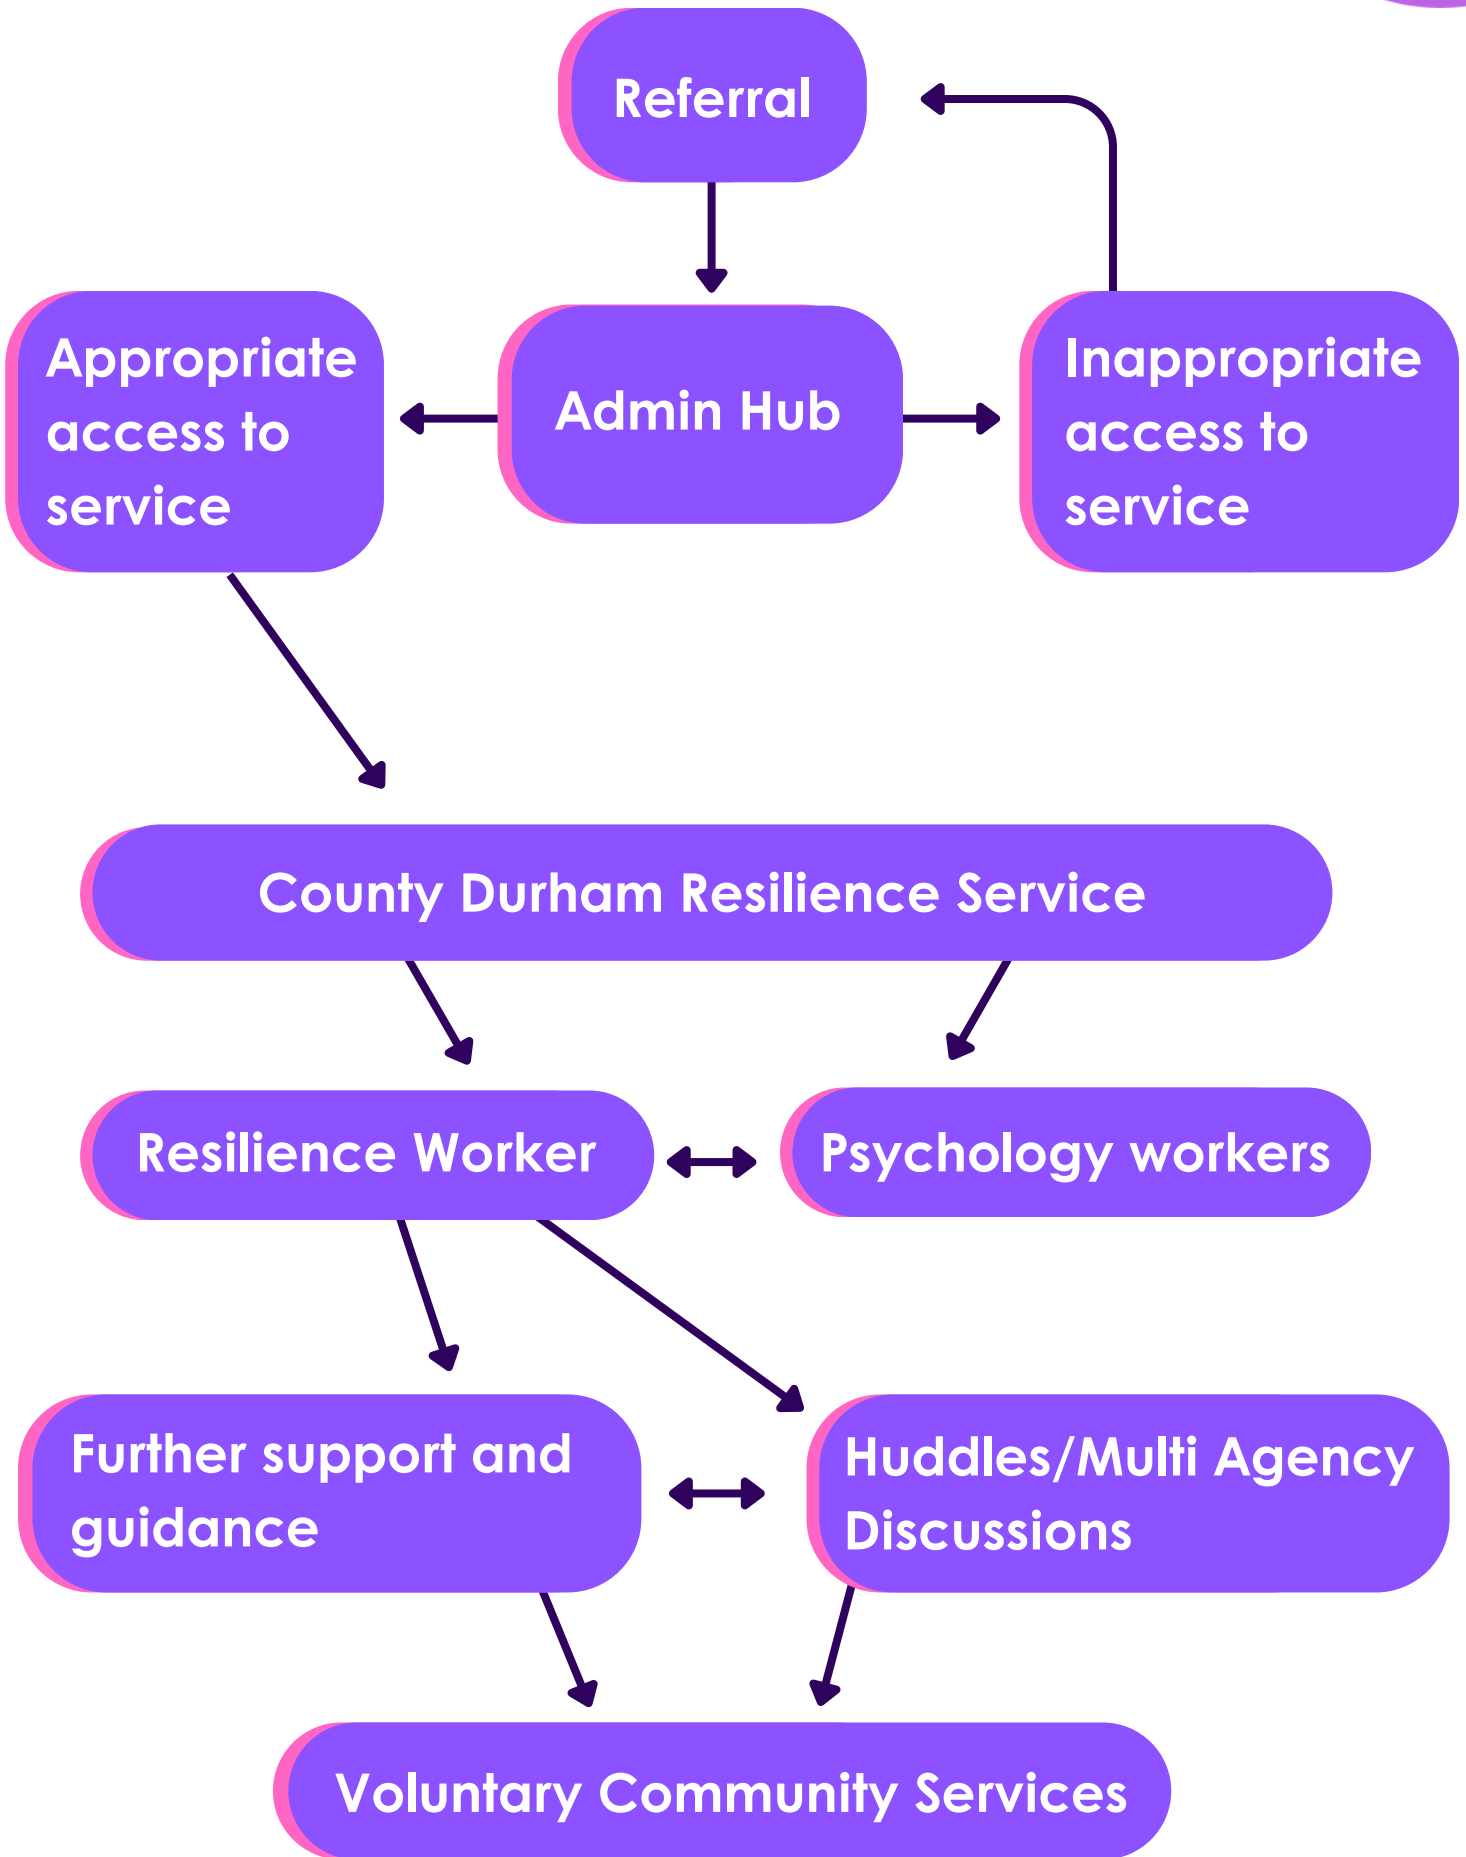 Referral
Appropriate
access to
service
Admin Hub
Inappropriate
access to
service
County Durham Resilience Service
Resilience Worker
Psychology workers
Further support and
guidance
Huddles/Multi Agency
Discussions
Voluntary Community Services